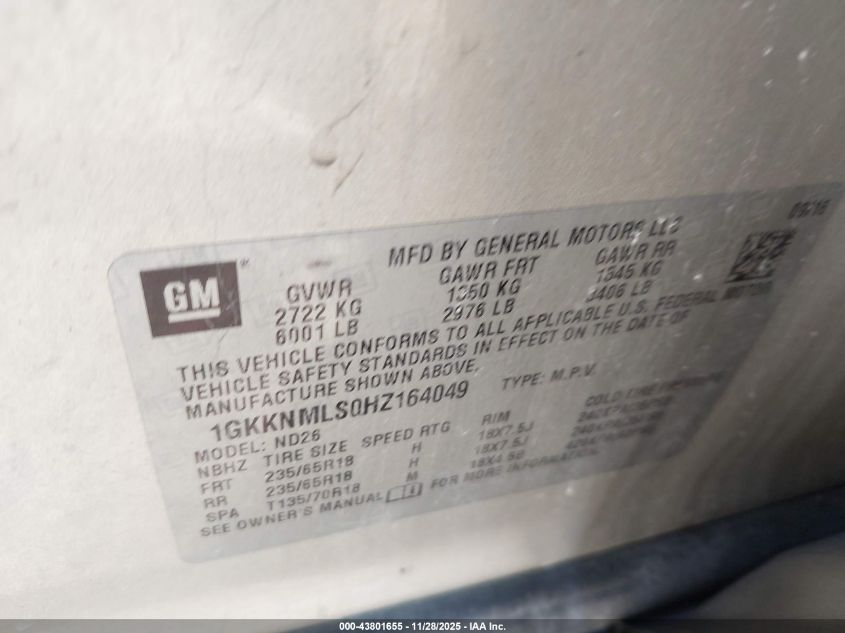 09/16
MFD BY GENERAL MOTORS LLC
GM
GVWR GAWR FRT GAWR RR
2722 KG 1350 KG 1545 KG
6001 LB 2976 LB 3406 LB
THIS VEHICLE CONFORMS TO ALL APPLICABLE U.S. FEDERAL MOTOR
VEHICLE SAFETY STANDARDS IN EFFECT ON THE DATE OF
MANUFACTURE SHOWN ABOVE.
1GKKNMLS0HZ164049 TYPE: M.P.V.
MODEL: ND26
NBHZ TIRE SIZE SPEED RTG RIM COLD TIRE PRESSURE
FRT 235/65R18 H 18X7.5J
RR 235/65R18 H 18X7.5J
SPA T135/70R18 M 18X4.5B
SEE OWNER'S MANUAL FOR MORE INFORMATION
000-43801655 - 11/28/2025 - IAA Inc.